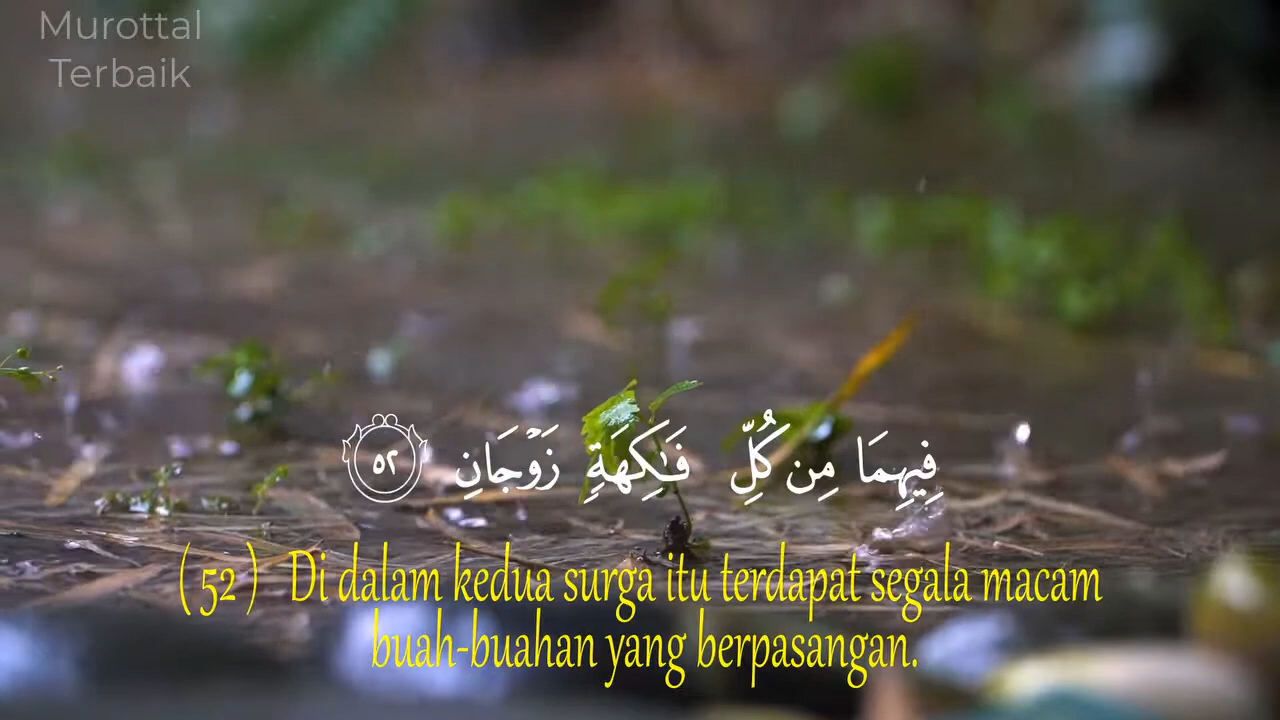 Murottal
Terbaik
فِيهِمَا مِن كُلِّ فَـٰكِهَةٍ زَوْجَانِ ٥٢
( 52 ) Di dalam kedua surga itu terdapat segala macam
buah-buahan yang berpasangan.